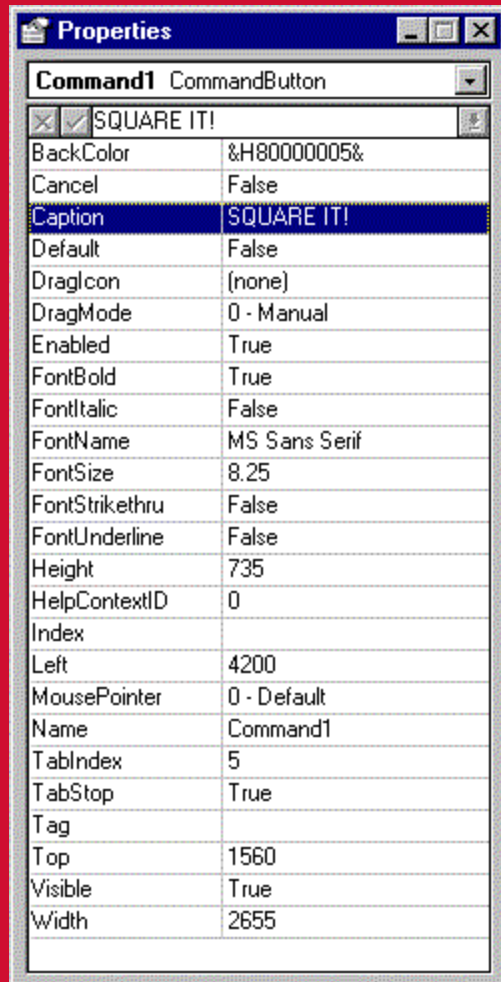 Properties
Command1 CommandButton
SQUARE IT!
BackColor &H80000005&
Cancel False
Caption SQUARE IT!
Default False
DragIcon (none)
DragMode 0 - Manual
Enabled True
FontBold True
FontItalic False
FontName MS Sans Serif
FontSize 8.25
FontStrikethru False
FontUnderline False
Height 735
HelpContextID 0
Index
Left 4200
MousePointer 0 - Default
Name Command1
TabIndex 5
TabStop True
Tag
Top 1560
Visible True
Width 2655